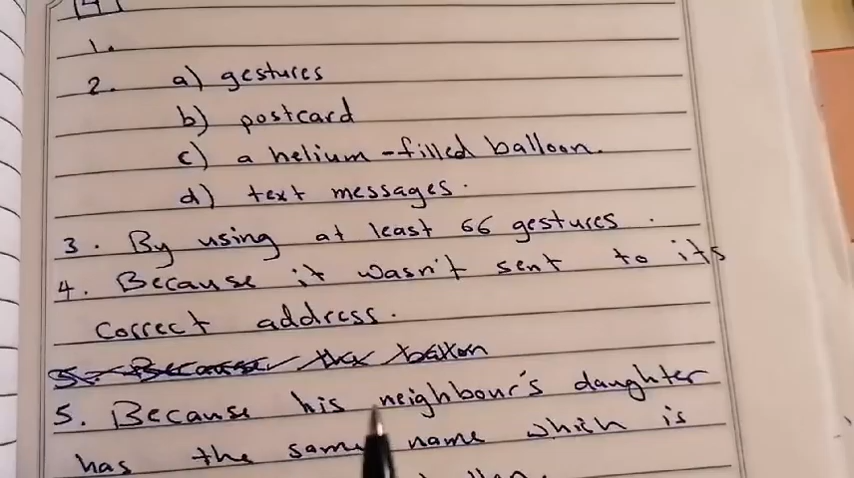 4
1.
2. a) gestures
b) postcard
c) a helium-filled balloon.
d) text messages.
3. By using at least 66 gestures.
4. Because it wasn't sent to its
correct address.
5. Because the ballon
5. Because his neighbour's daughter
has the same name which is